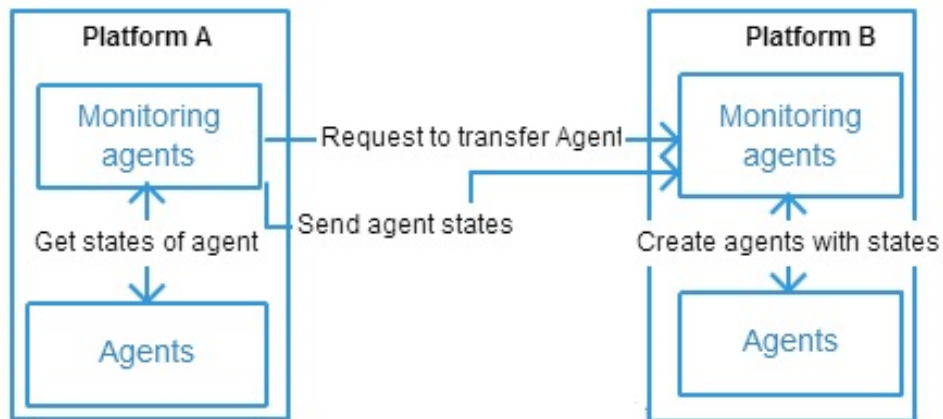 Platform A
Platform B
Monitoring
agents
Request to transfer Agent
Monitoring
agents
Get states of agent
Send agent states
Create agents with states
Agents
Agents